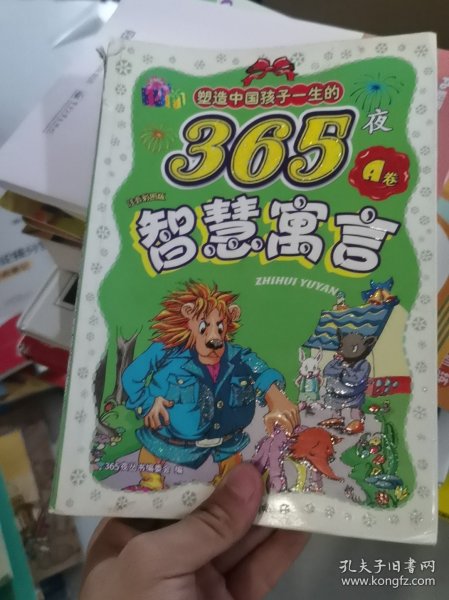 塑造中国孩子一生的
365夜
A卷
注音彩图版
智慧寓言
ZHIHUI YUYAN
365夜丛书编委会 编
孔夫子旧书网
www.kongfz.com